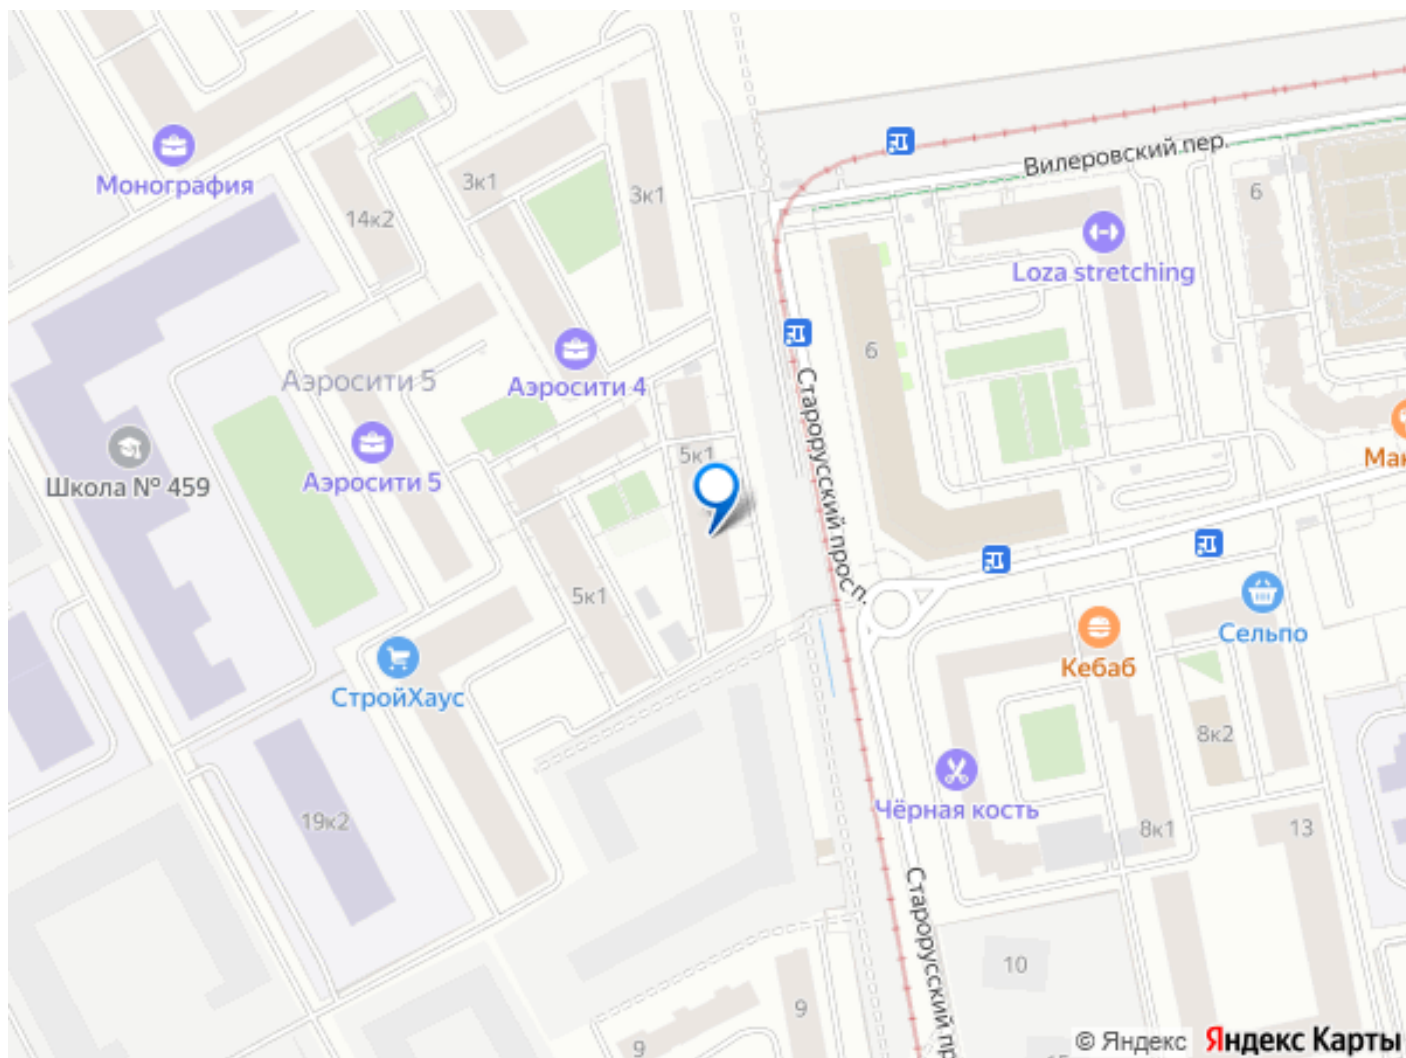 Монография
3к1
3к1
14к2
Вилеровский пер.
6
Loza stretching
Аэросити 5
Аэросити 4
6
Старорусский просп.
Мак
Школа № 459
Аэросити 5
5к1
5к1
СтройХаус
Сельпо
Кебаб
8к2
19к2
Чёрная кость
8к1
13
Старорусский пр
10
9
9
© Яндекс Яндекс Карты